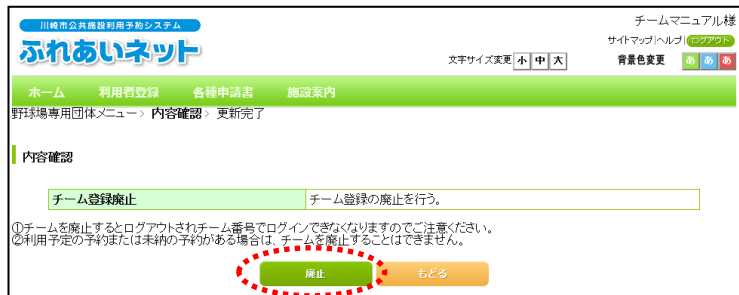 川崎市公共施設利用予約システム
ふれあいネット
チームマニュアル様
サイトマップ|ヘルプ|ログアウト
文字サイズ変更 小 中 大 背景色変更 あ あ あ
ホーム 利用者登録 各種申請書 施設案内
野球場専用団体メニュー> 内容確認> 更新完了
内容確認
チーム登録廃止 チーム登録の廃止を行う。
①チームを廃止するとログアウトされチーム番号でログインできなくなりますのでご注意ください。
②利用予定の予約または未納の予約がある場合は、チームを廃止することはできません。
廃止 もどる